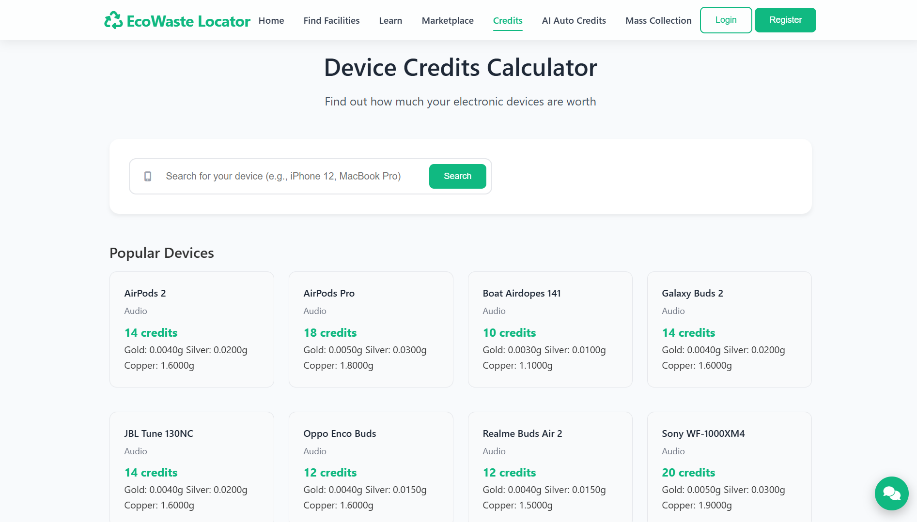 EcoWaste Locator Home Find Facilities Learn Marketplace Credits AI Auto Credits Mass Collection Login Register
Device Credits Calculator
Find out how much your electronic devices are worth
Search for your device (e.g., iPhone 12, MacBook Pro) Search
Popular Devices
AirPods 2
Audio
14 credits
Gold: 0.0040g Silver: 0.0200g
Copper: 1.6000g
AirPods Pro
Audio
18 credits
Gold: 0.0050g Silver: 0.0300g
Copper: 1.8000g
Boat Airdopes 141
Audio
10 credits
Gold: 0.0030g Silver: 0.0100g
Copper: 1.1000g
Galaxy Buds 2
Audio
14 credits
Gold: 0.0040g Silver: 0.0200g
Copper: 1.6000g
JBL Tune 130NC
Audio
14 credits
Gold: 0.0040g Silver: 0.0200g
Copper: 1.6000g
Oppo Enco Buds
Audio
12 credits
Gold: 0.0040g Silver: 0.0150g
Copper: 1.6000g
Realme Buds Air 2
Audio
12 credits
Gold: 0.0040g Silver: 0.0150g
Copper: 1.5000g
Sony WF-1000XM4
Audio
20 credits
Gold: 0.0050g Silver: 0.0300g
Copper: 1.9000g